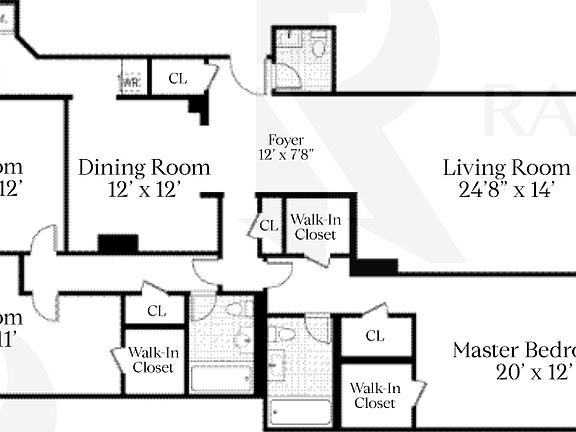 CL
Foyer
12' x 7'8"
om
12'
Dining Room
12' x 12'
Living Room
24'8" x 14'
CL
Walk-In
Closet
om
11'
CL
Walk-In
Closet
CL
Master Bedro
20' x 12'
Walk-In
Closet
RA